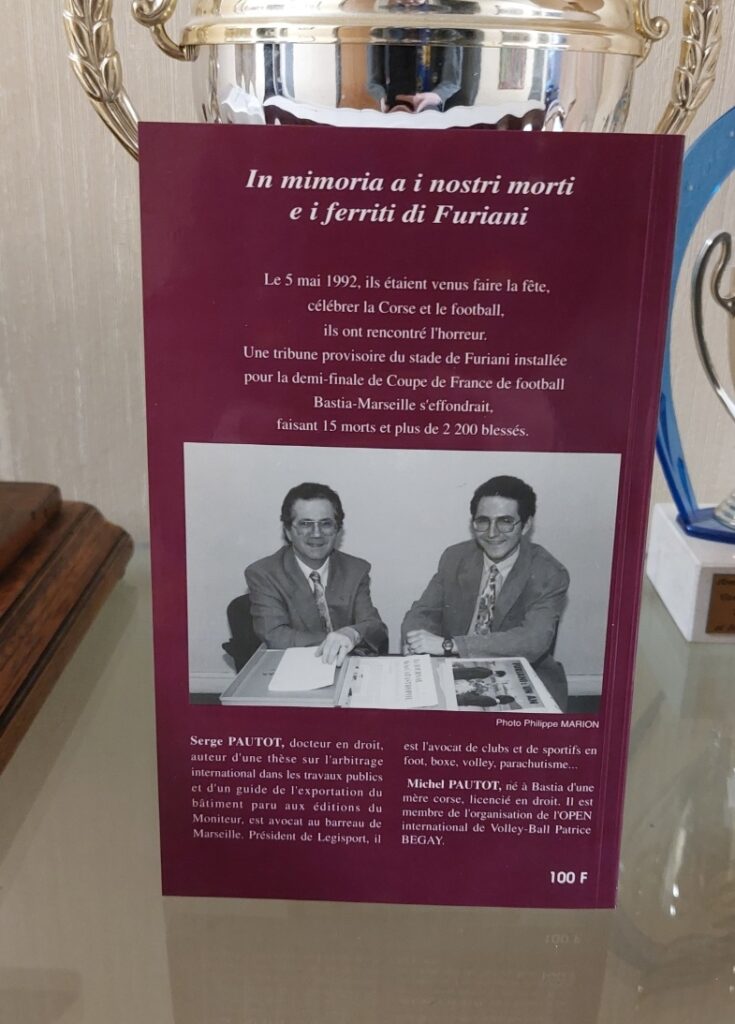 In mimoria a i nostri morti
e i ferriti di Furiani
Le 5 mai 1992, ils étaient venus faire la fête,
célébrer la Corse et le football,
ils ont rencontré l'horreur.
Une tribune provisoire du stade de Furiani installée
pour la demi-finale de Coupe de France de football
Bastia-Marseille s'effondrait,
faisant 15 morts et plus de 2 200 blessés.
Photo Philippe MARION
Serge PAUTOT, docteur en droit,
auteur d'une thèse sur l'arbitrage
international dans les travaux publics
et d'un guide de l'exportation du
bâtiment paru aux éditions du
Moniteur, est avocat au barreau de
Marseille. Président de Legisport, il
est l'avocat de clubs et de sportifs en
foot, boxe, volley, parachutisme...
Michel PAUTOT, né à Bastia d'une
mère corse, licencié en droit. Il est
membre de l'organisation de l'OPEN
international de Volley-Ball Patrice
BEGAY.
100 F